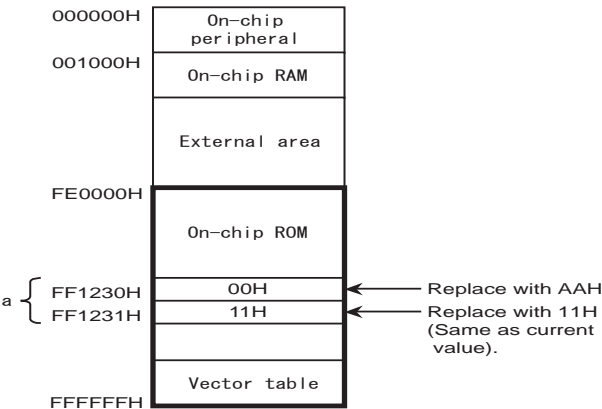 000000H
On-chip
peripheral
001000H
On-chip RAM
External area
FE0000H
On-chip ROM
a
FF1230H
00H
Replace with AAH
FF1231H
11H
Replace with 11H
(Same as current
value).
Vector table
FFFFFFH